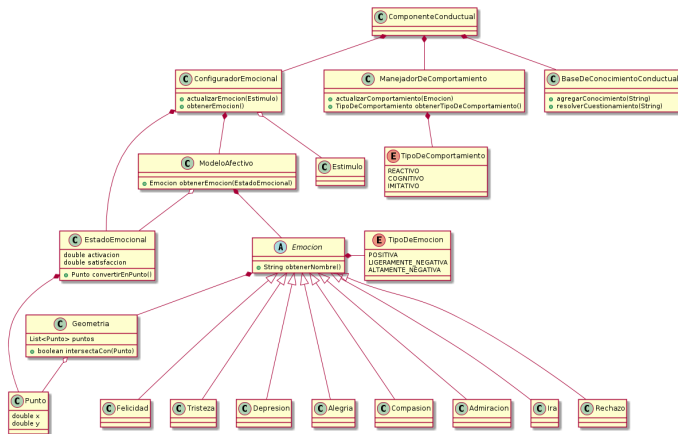 C ComponenteConductual
C ConfiguradorEmocional
actualizarEmocion(Estimulo)
obtenerEmocion()
C ManejadorDeComportamiento
actualizarComportamiento(Emocion)
TipoDeComportamiento obtenerTipoDeComportamiento()
C BaseDeConocimientoConductual
agregarConocimiento(String)
resolverCuestionamiento(String)
C ModeloAfectivo
Emocion obtenerEmocion(EstadoEmocional)
C Estimulo
E TipoDeComportamiento
REACTIVO
COGNITIVO
IMITATIVO
C EstadoEmocional
double activacion
double satisfaccion
Punto convertirEnPunto()
A Emocion
String obtenerNombre()
E TipoDeEmocion
POSITIVA
LIGERAMENTE_NEGATIVA
ALTAMENTE_NEGATIVA
C Geometria
List<Punto> puntos
boolean intersectaCon(Punto)
C Punto
double x
double y
C Felicidad
C Tristeza
C Depresion
C Alegria
C Compasion
C Admiracion
C Ira
C Rechazo